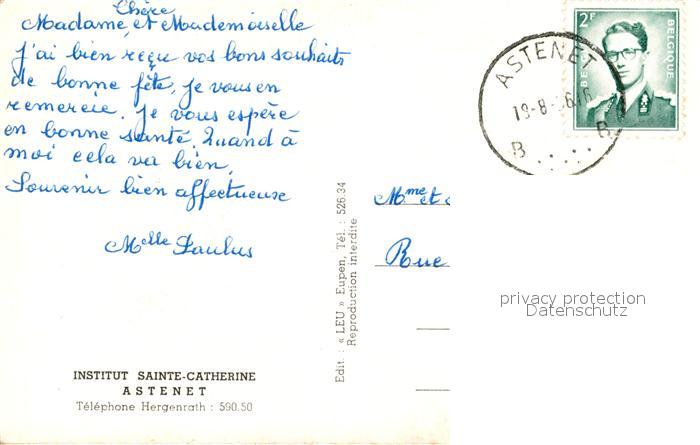 Chère
Madame, et Mademoiselle
J'ai bien reçu vos bons souhaits
de bonne fête, je vous en
remercie. Je vous espère
en bonne santé, Quand à
moi cela va bien,
Souvenir bien affectueuse
Melle Paulus
INSTITUT SAINTE-CATHERINE
ASTENET
Téléphone Hergenrath : 590.50
Edit. : « LEU » Eupen, Tél. : 526.34
Reproduction interdite
2F
BELGIQUE
ASTENET
B B
Mme et
Rue
privacy protection
Datenschutz